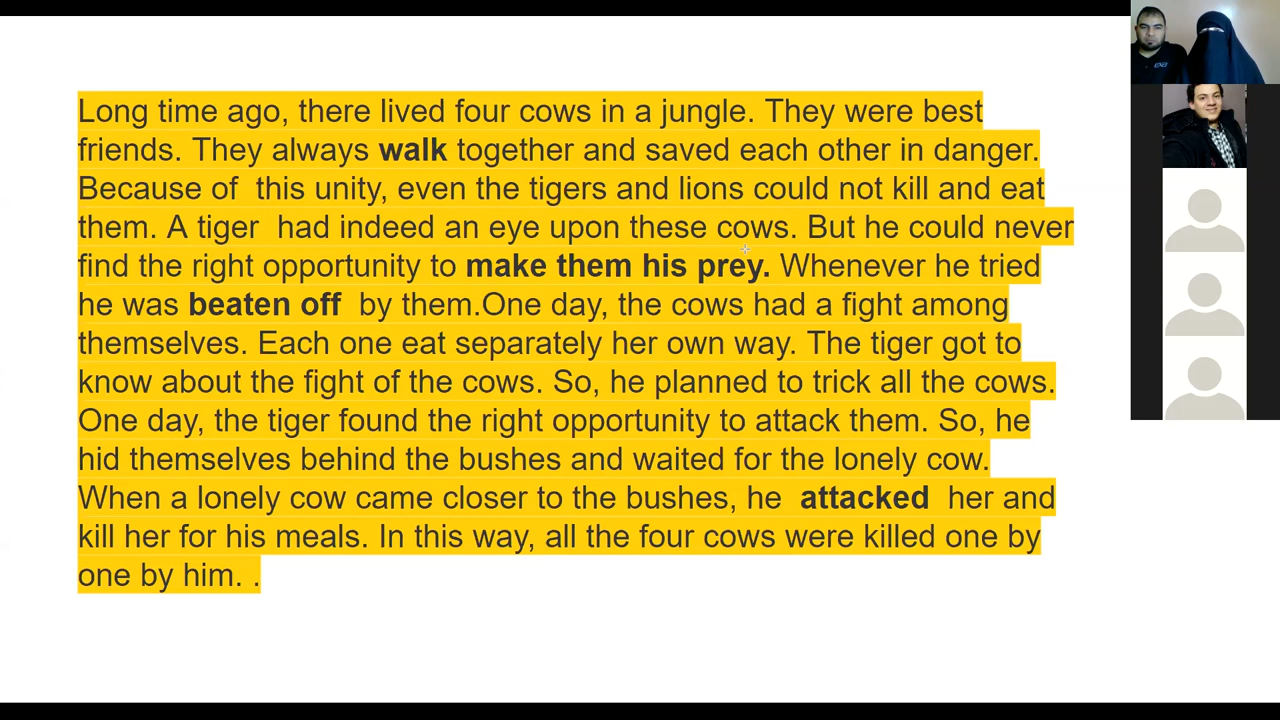 Long time ago, there lived four cows in a jungle. They were best
friends. They always walk together and saved each other in danger.
Because of  this unity, even the tigers and lions could not kill and eat
them. A tiger  had indeed an eye upon these cows. But he could never
find the right opportunity to make them his prey. Whenever he tried
he was beaten off  by them.One day, the cows had a fight among
themselves. Each one eat separately her own way. The tiger got to
know about the fight of the cows. So, he planned to trick all the cows.
One day, the tiger found the right opportunity to attack them. So, he
hid themselves behind the bushes and waited for the lonely cow.
When a lonely cow came closer to the bushes, he  attacked  her and
kill her for his meals. In this way, all the four cows were killed one by
one by him. .